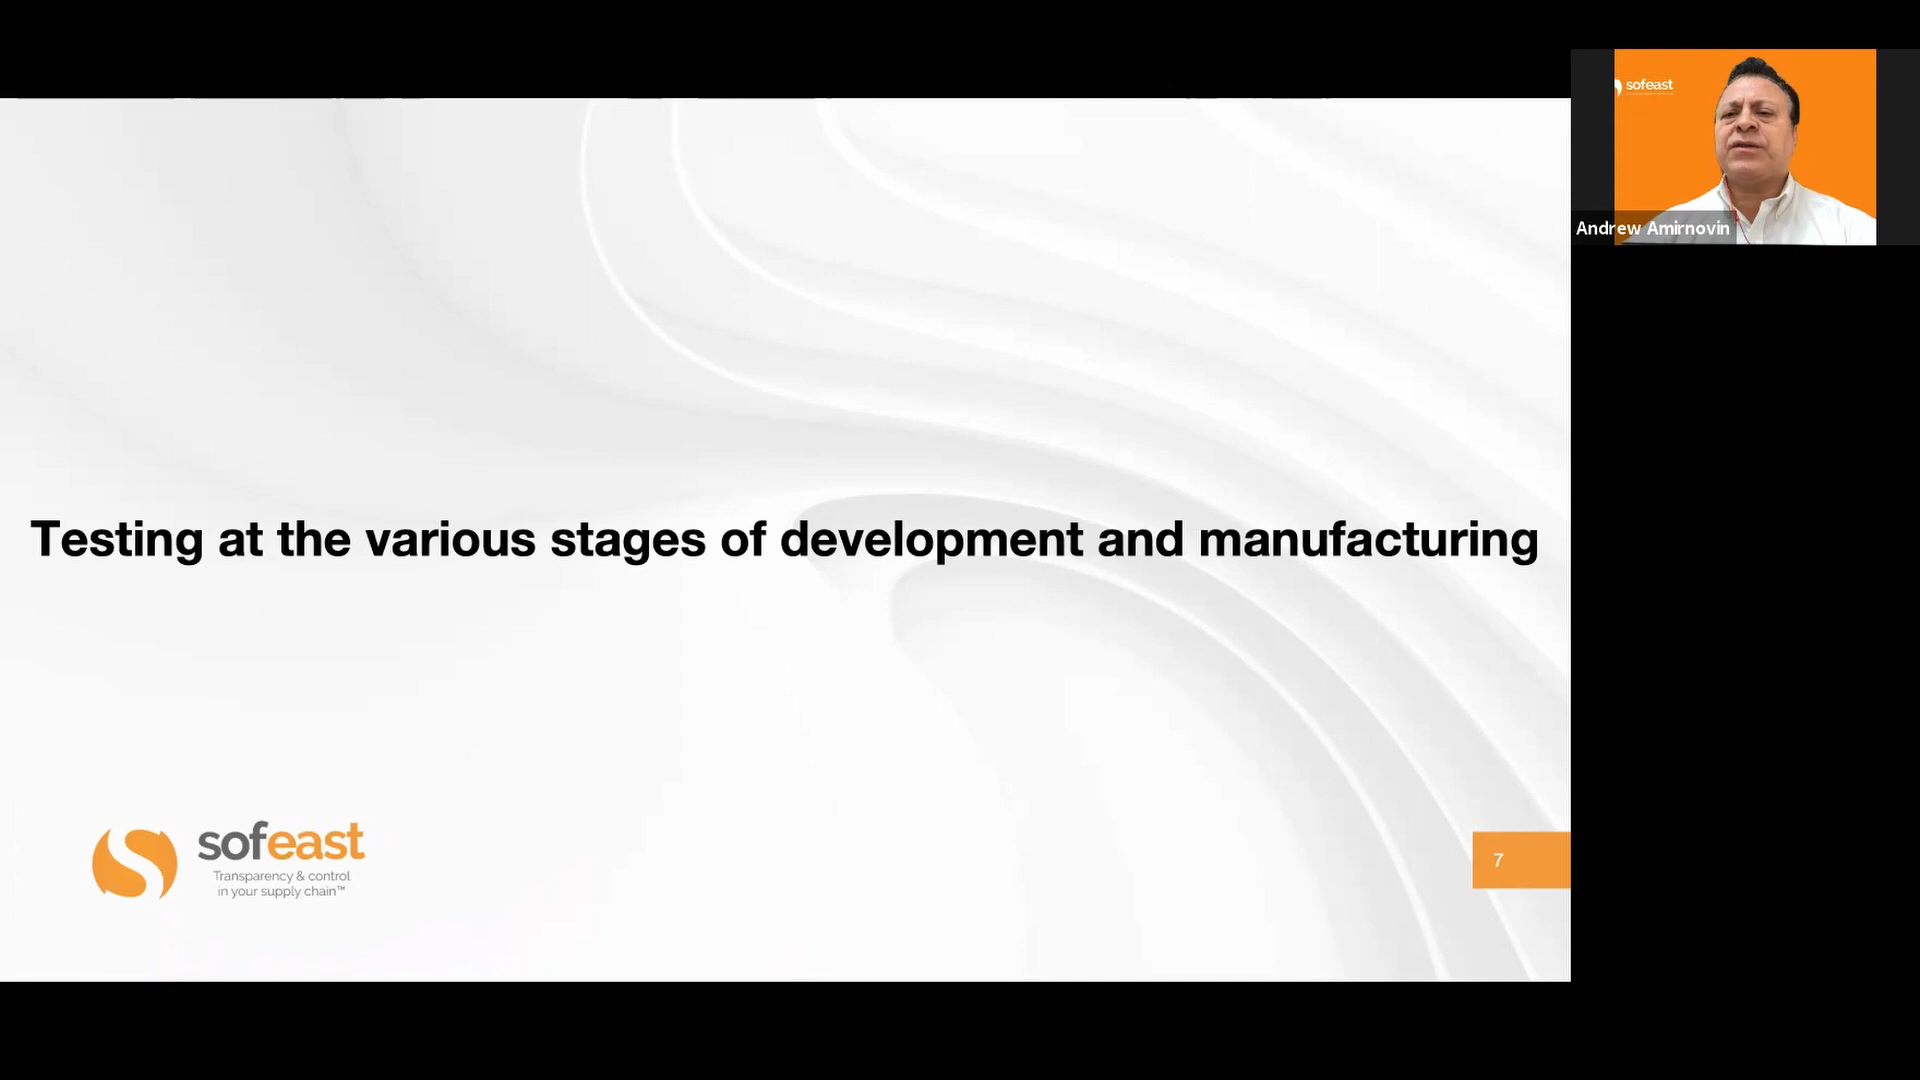 sofeast
Andrew Amirnovin
Testing at the various stages of development and manufacturing
sofeast
Transparency & control
in your supply chain™
7